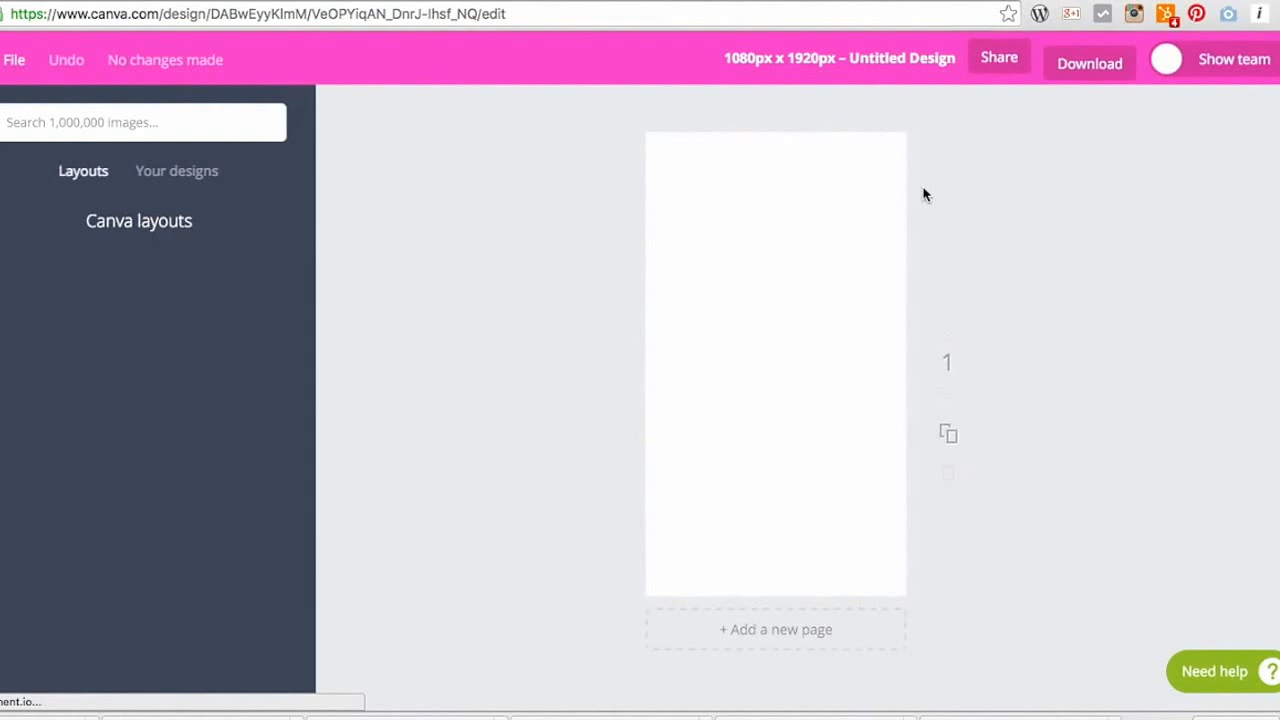 https://www.canva.com/design/DABwEyyKlmM/VeOPYiqAN_DnrJ-Ihsf_NQ/edit
File Undo No changes made 1080px x 1920px – Untitled Design Share Download Show team
Search 1,000,000 images...
Layouts Your designs
Canva layouts
1
+ Add a new page
Need help ?
nent.io...